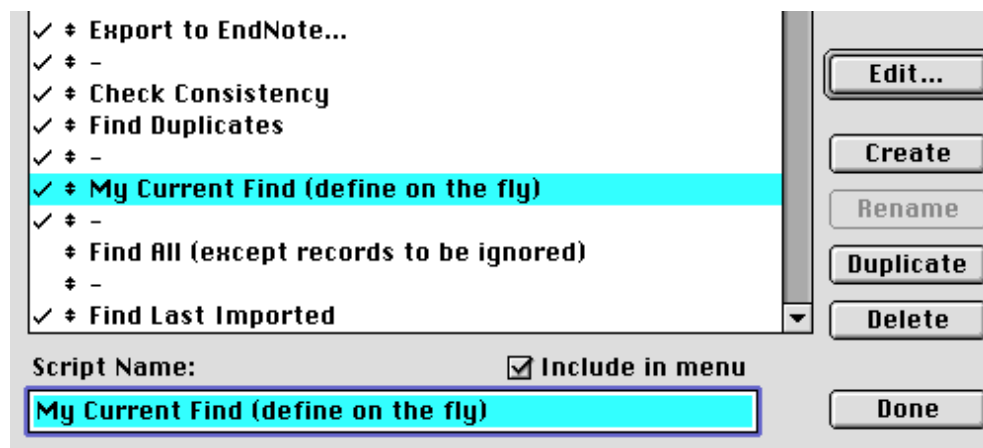 Export to EndNote...
-
Check Consistency
Find Duplicates
-
My Current Find (define on the fly)
-
Find All (except records to be ignored)
-
Find Last Imported
Edit...
Create
Rename
Duplicate
Delete
Script Name:
Include in menu
My Current Find (define on the fly)
Done